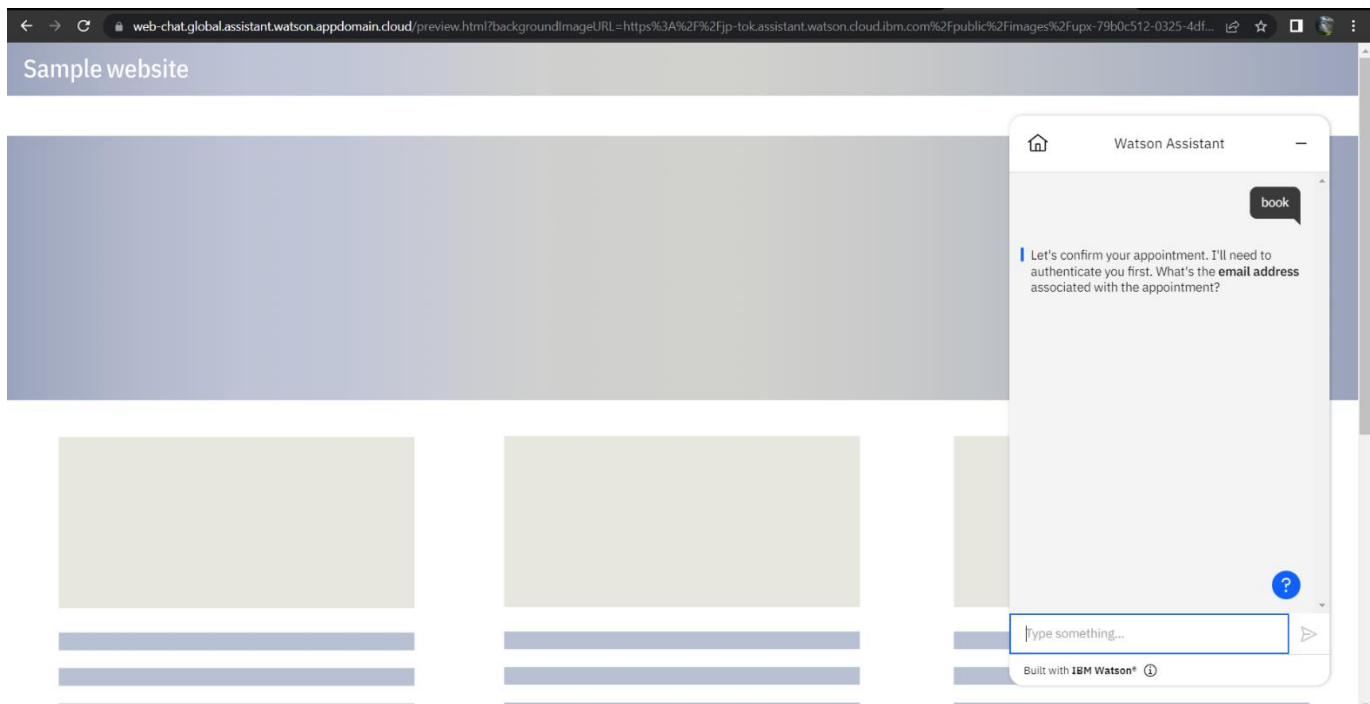 web-chat.global.assistant.watson.appdomain.cloud/preview.html?backgroundImageURL=https%3A%2F%2Fjp-tok.assistant.watson.cloud.ibm.com%2Fpublic%2Fimages%2Fupx-79b0c512-0325-4df...
Sample website
Watson Assistant
book
Let's confirm your appointment. I'll need to
authenticate you first. What's the email address
associated with the appointment?
?
Type something...
Built with IBM Watson®